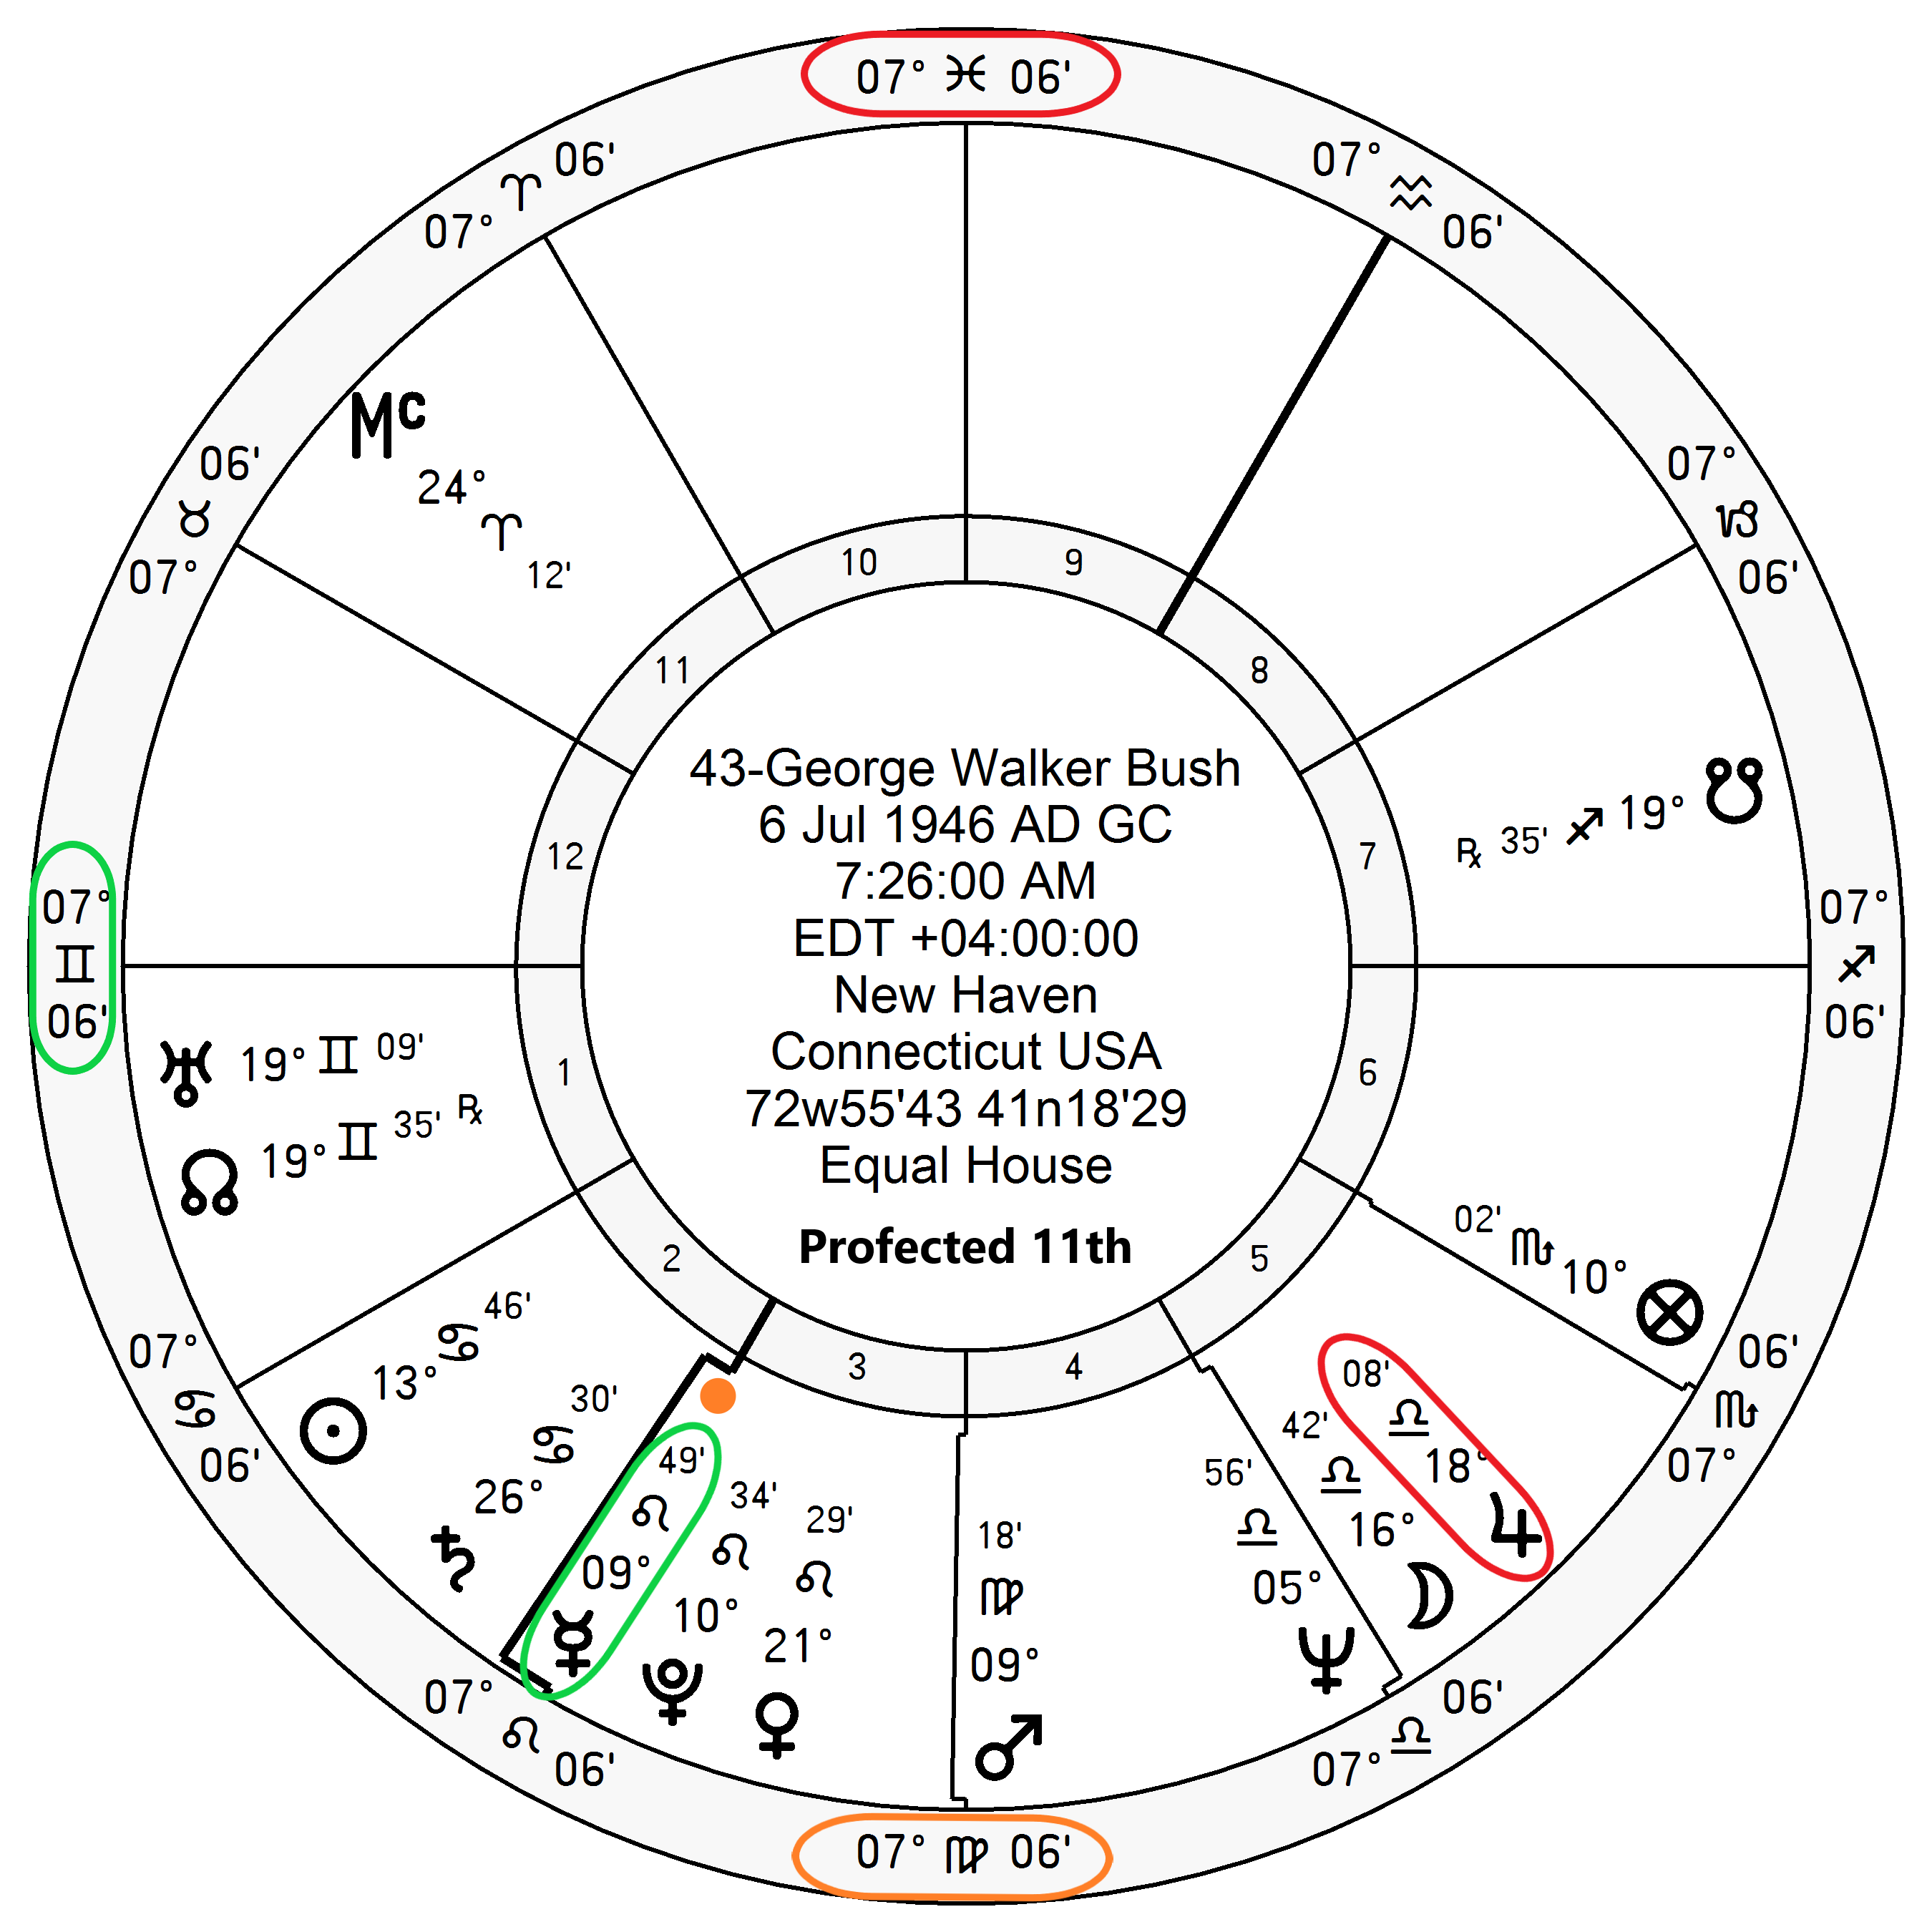 07° ♓ 06'
06'
♈
07°
07°
♒
06'
Mc
24°
♈
12'
06'
♉
07°
07°
♑
06'
10
9
11
8
12
7
1
6
2
5
3
4
43-George Walker Bush
6 Jul 1946 AD GC
7:26:00 AM
EDT +04:00:00
New Haven
Connecticut USA
72w55'43 41n18'29
Equal House
Profected 11th
℞ 35' ♐ 19° ☋
07°
♊
06'
07°
♐
06'
♅ 19° ♊ 09'
☊ 19° ♊ 35' ℞
02' ♏ 10° ⊗
07°
♋
06'
06'
♏
07°
☉ 13° ♋ 46'
♄ 26° ♋ 30'
☿ 09° ♌ 49'
♇ 10° ♌ 34'
♀ 21° ♌ 29'
18'
♍
09°
♂
56'
♎
05°
♆
42'
♎
16°
☽
08'
♎
18°
♃
07°
♌
06'
06'
♎
07°
07° ♍ 06'